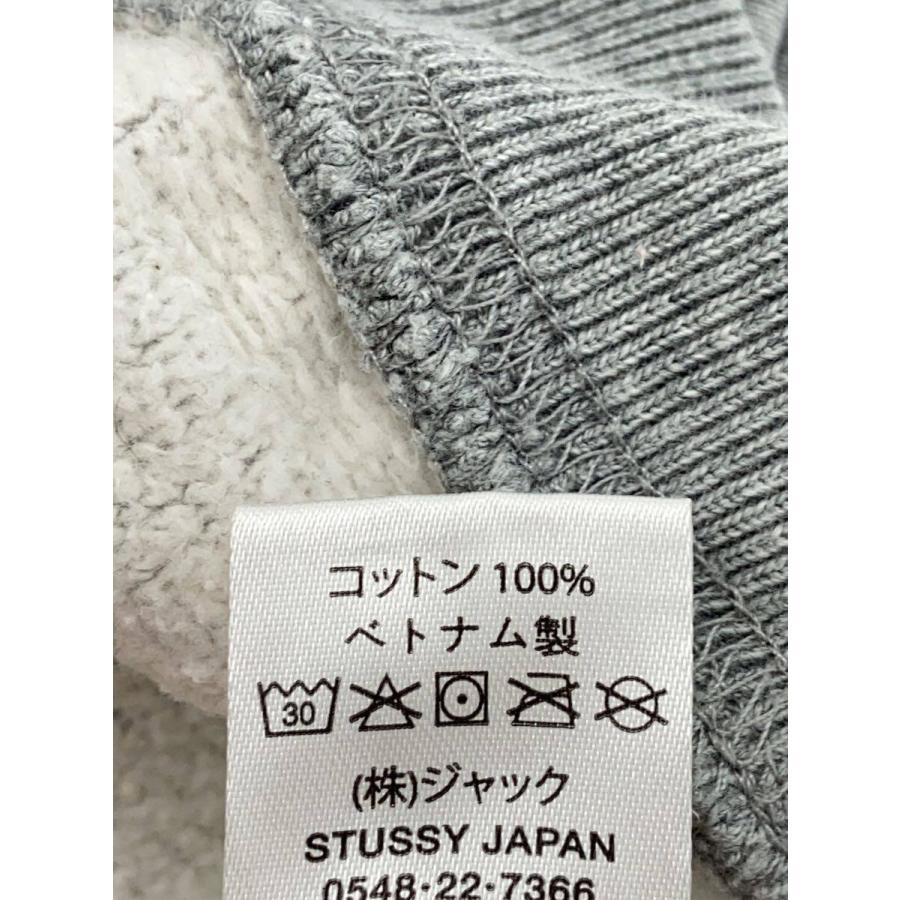 コットン 100%
ベトナム製
30
(株)ジャック
STUSSY JAPAN
0548・22・7366